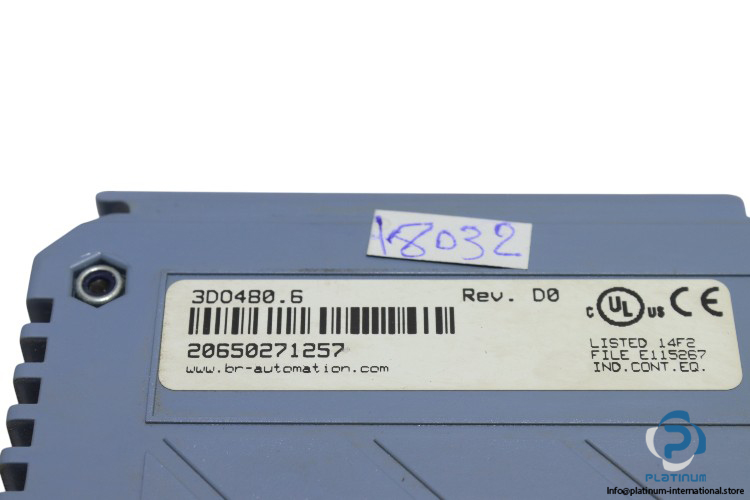 18032
3DO480.6 Rev. D0
20650271257
www.br-automation.com
C UL US CE
LISTED 14F2
FILE E115267
IND.CONT.EQ.
PLATINUM
Info@platinum-international.store